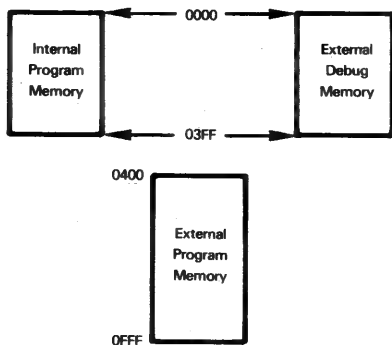 0000
Internal
Program
Memory
External
Debug
Memory
03FF
0400
External
Program
Memory
0FFF